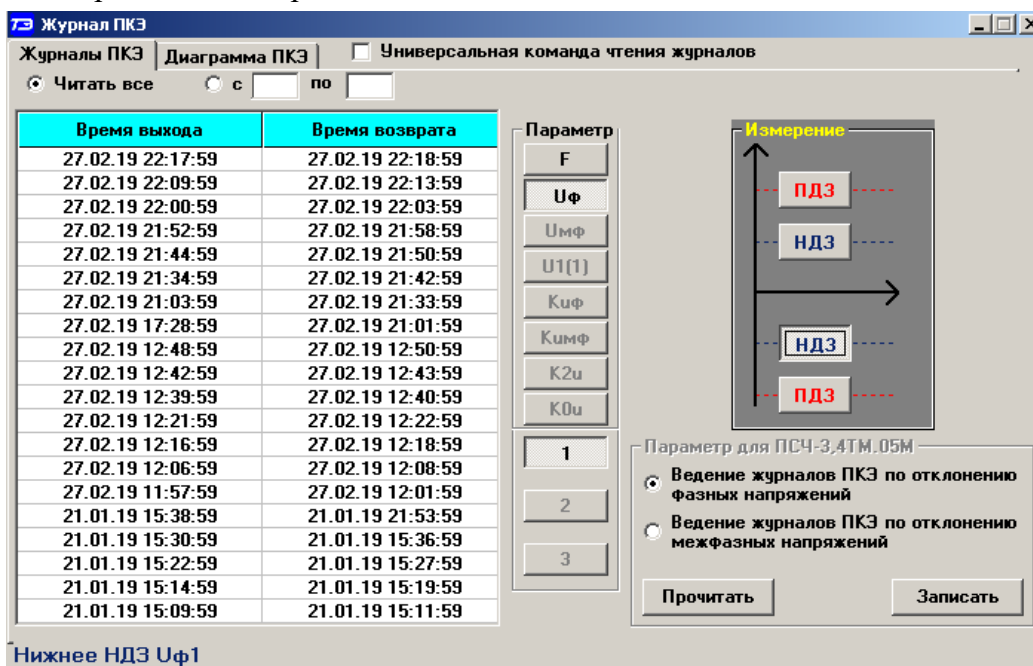 ТЭ Журнал ПКЭ
Журналы ПКЭ Диаграмма ПКЭ Универсальная команда чтения журналов
Читать все с по
Время выхода Время возврата
27.02.19 22:17:59 27.02.19 22:18:59
27.02.19 22:09:59 27.02.19 22:13:59
27.02.19 22:00:59 27.02.19 22:03:59
27.02.19 21:52:59 27.02.19 21:58:59
27.02.19 21:44:59 27.02.19 21:50:59
27.02.19 21:34:59 27.02.19 21:42:59
27.02.19 21:03:59 27.02.19 21:33:59
27.02.19 17:28:59 27.02.19 21:01:59
27.02.19 12:48:59 27.02.19 12:50:59
27.02.19 12:42:59 27.02.19 12:43:59
27.02.19 12:39:59 27.02.19 12:40:59
27.02.19 12:21:59 27.02.19 12:22:59
27.02.19 12:16:59 27.02.19 12:18:59
27.02.19 12:06:59 27.02.19 12:08:59
27.02.19 11:57:59 27.02.19 12:01:59
21.01.19 15:38:59 21.01.19 21:53:59
21.01.19 15:30:59 21.01.19 15:36:59
21.01.19 15:22:59 21.01.19 15:27:59
21.01.19 15:14:59 21.01.19 15:19:59
21.01.19 15:09:59 21.01.19 15:11:59
Параметр
F
Uф
Uмф
U1(1)
Kиф
Kимф
K2и
K0и
1
2
3
Измерение
ПДЗ
НДЗ
НДЗ
ПДЗ
Параметр для ПСЧ-3,4ТМ.05М
Ведение журналов ПКЭ по отклонению
фазных напряжений
Ведение журналов ПКЭ по отклонению
межфазных напряжений
Прочитать Записать
Нижнее НДЗ Uф1